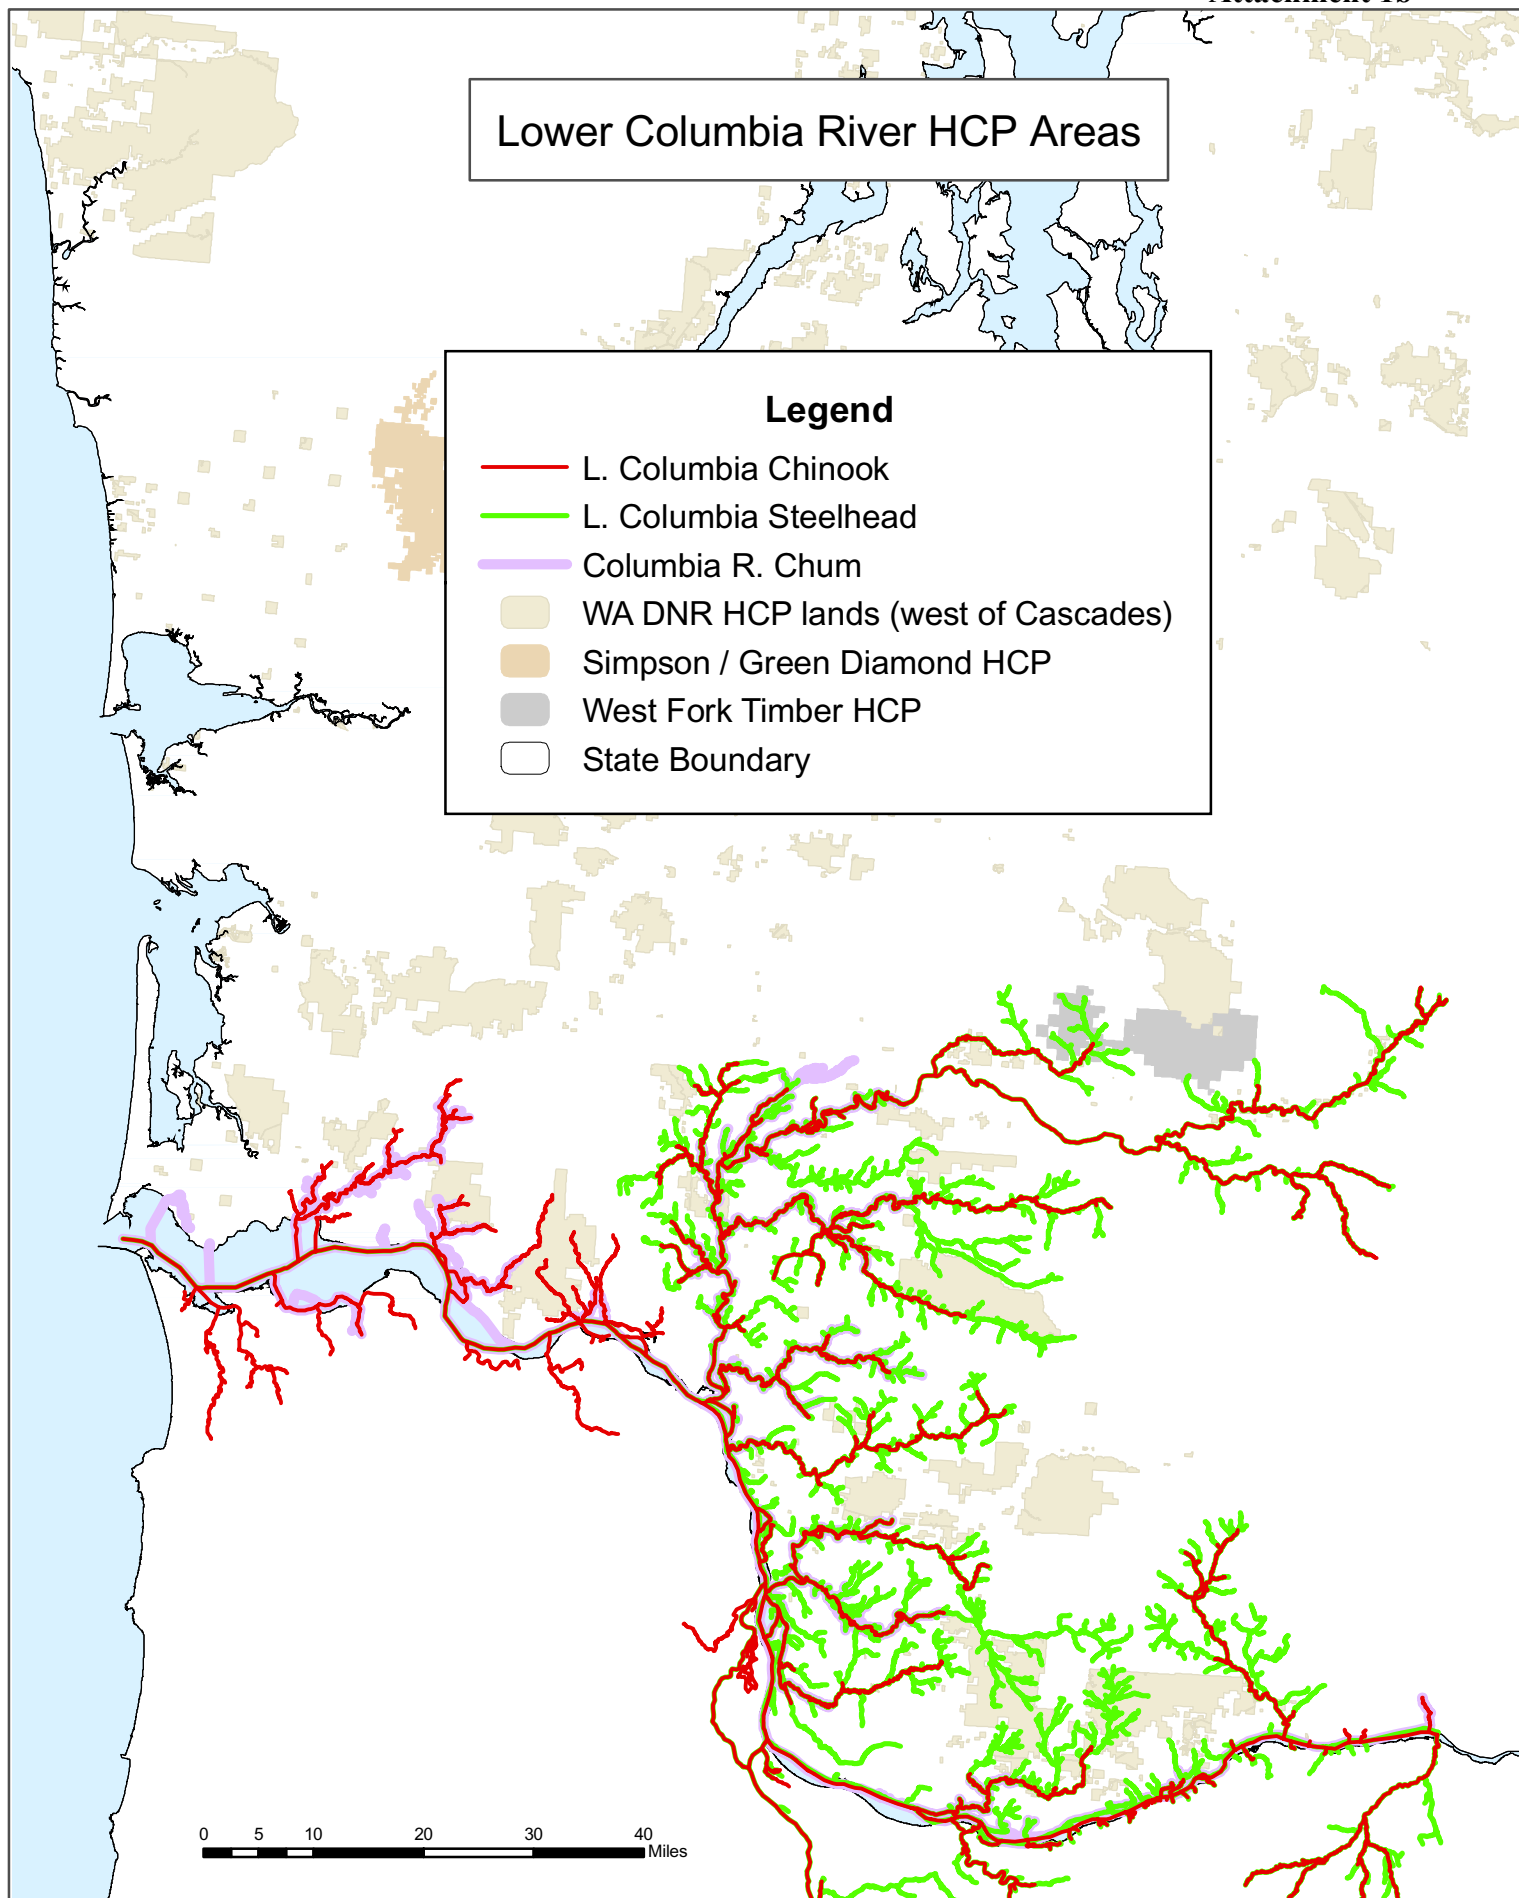 Lower Columbia River HCP Areas
Legend
L. Columbia Chinook
L. Columbia Steelhead
Columbia R. Chum
WA DNR HCP lands (west of Cascades)
Simpson / Green Diamond HCP
West Fork Timber HCP
State Boundary
0 5 10 20 30 40
Miles